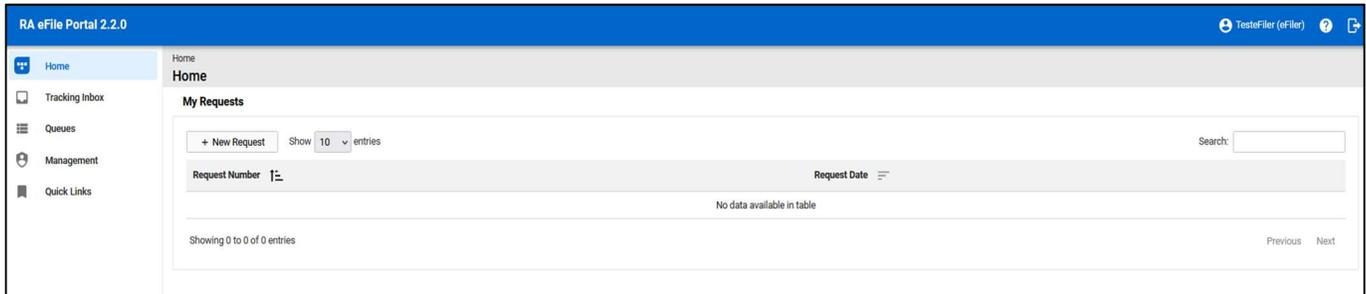 RA eFile Portal 2.2.0
TesteFiler (eFiler) ?
Home
Tracking Inbox
Queues
Management
Quick Links
Home
Home
My Requests
+ New Request Show 10 entries Search:
Request Number Request Date
No data available in table
Showing 0 to 0 of 0 entries Previous Next